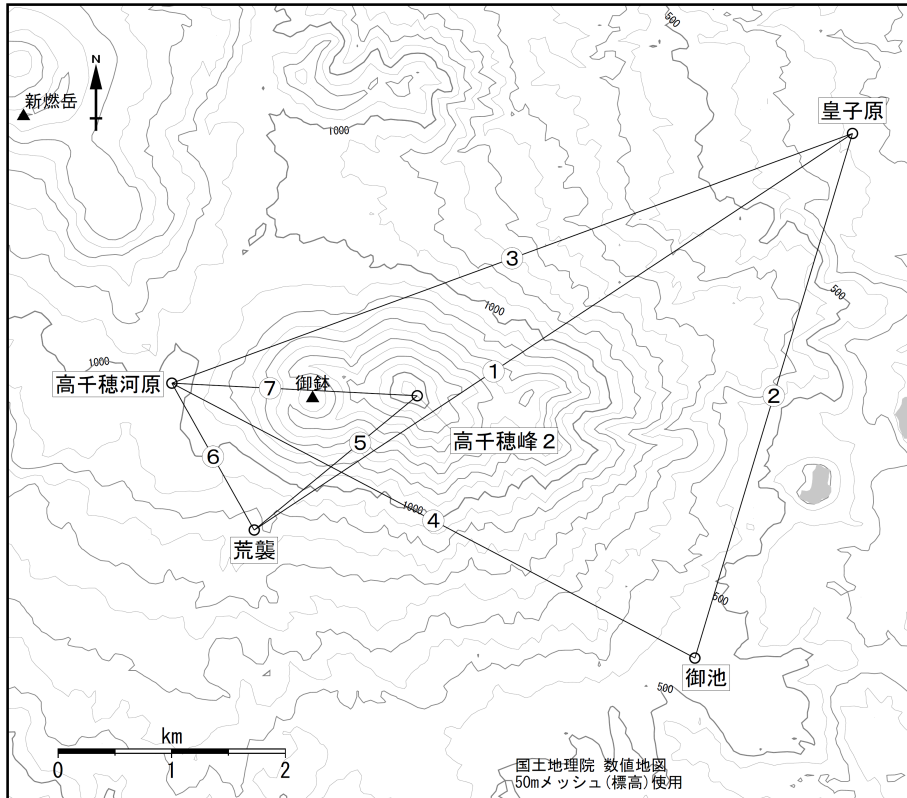 500
N
新燃岳
皇子原
1000
③
500
1000
①
1000
高千穂河原
⑦
御鉢
②
⑤
高千穂峰2
⑥
1000
④
荒襲
500
御池
500
km
0 1 2
国土地理院 数値地図
50mメッシュ(標高)使用